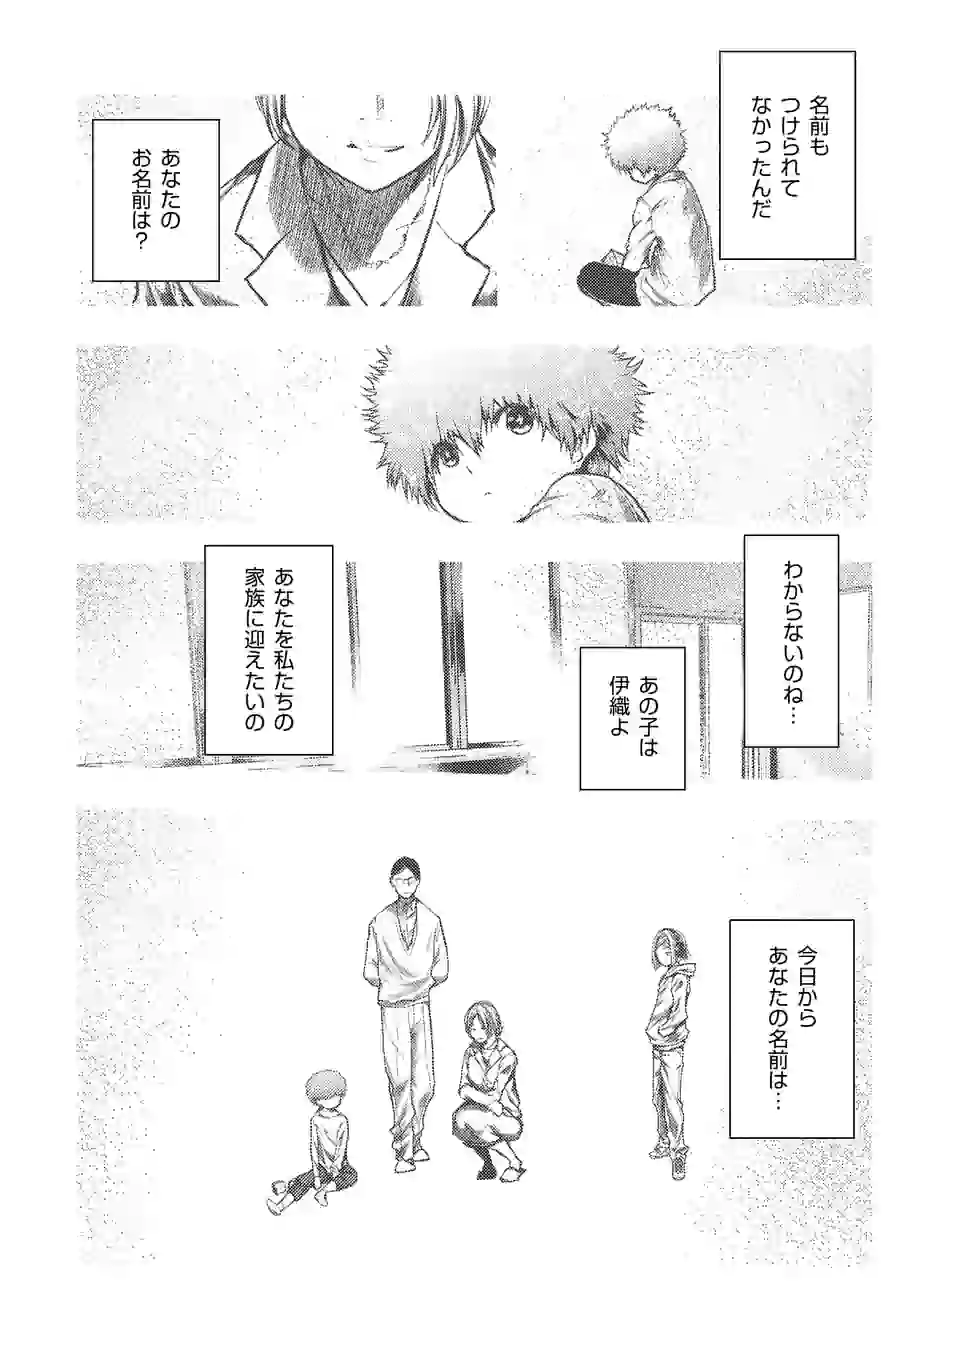 名前も
つけられて
なかったんだ
あなたの
お名前は？
わからないのね…
あの子は
伊織よ
あなたを私たちの
家族に迎えたいの
今日から
あなたの名前は…